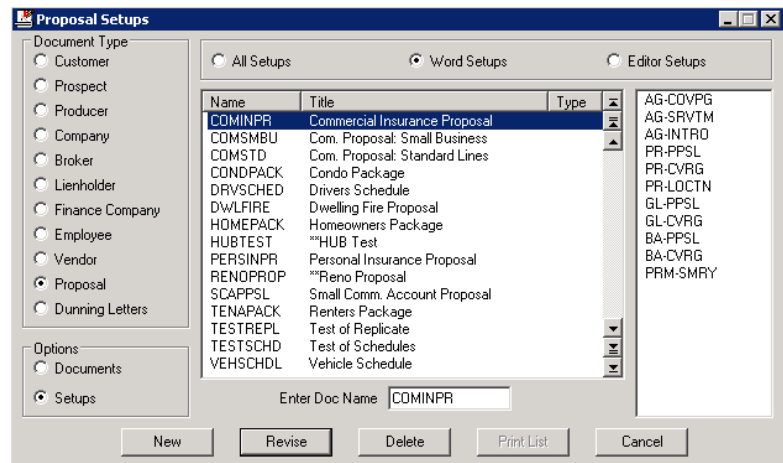 Proposal Setups
Document Type
Customer
Prospect
Producer
Company
Broker
Lienholder
Finance Company
Employee
Vendor
Proposal
Dunning Letters
Options
Documents
Setups
All Setups Word Setups Editor Setups
Name Title Type
COMINPR Commercial Insurance Proposal
COMSMBU Com. Proposal: Small Business
COMSTD Com. Proposal: Standard Lines
CONDPACK Condo Package
DRVSCHED Drivers Schedule
DWLFIRE Dwelling Fire Proposal
HOMEPACK Homeowners Package
HUBTEST **HUB Test
PERSINPR Personal Insurance Proposal
RENOPROP **Reno Proposal
SCAPPSL Small Comm. Account Proposal
TENAPACK Renters Package
TESTREPL Test of Replicate
TESTSCHD Test of Schedules
VEHSCHDL Vehicle Schedule
AG-COVPG
AG-SRVTM
AG-INTRO
PR-PPSL
PR-CVRG
PR-LOCTN
GL-PPSL
GL-CVRG
BA-PPSL
BA-CVRG
PRM-SMRY
Enter Doc Name COMINPR
New Revise Delete Print List Cancel